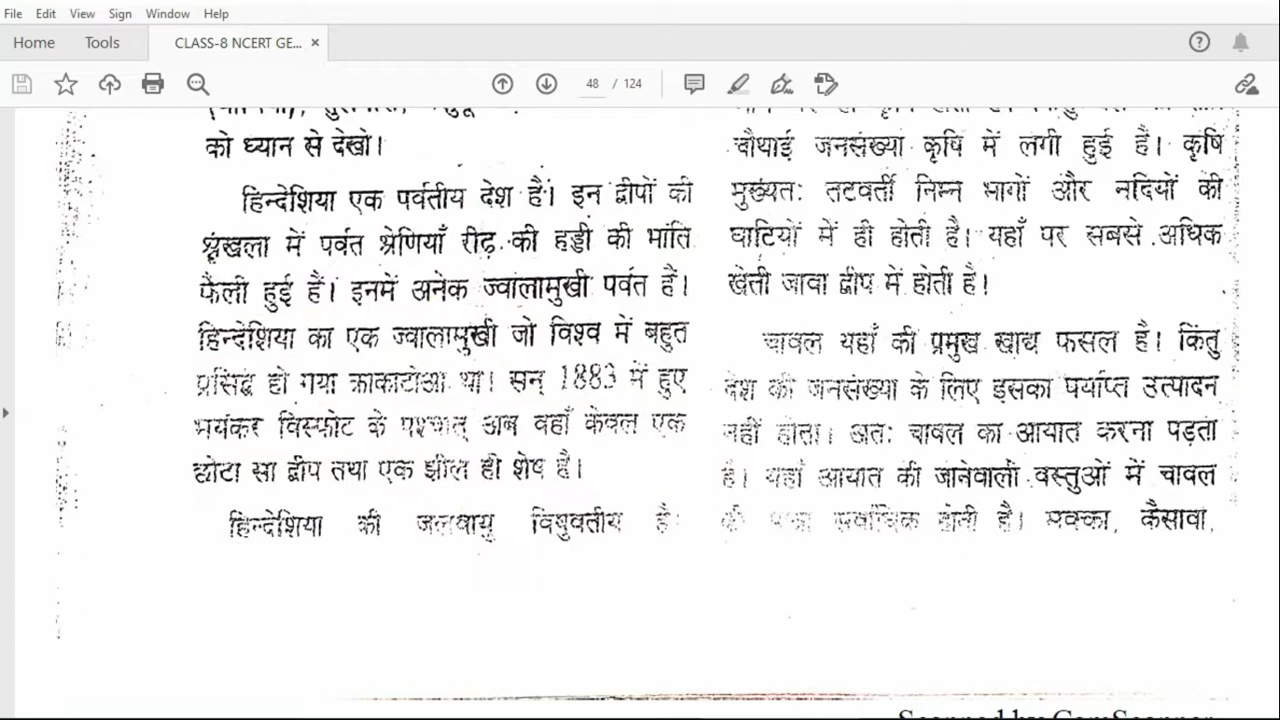 File Edit View Sign Window Help
Home Tools CLASS-8 NCERT GE... ×
48 / 124
को ध्यान से देखो।
हिन्देशिया एक पर्वतीय देश है। इन द्वीपों की
श्रृंखला में पर्वत श्रेणियाँ रीढ़ की हड्डी की भांति
फैली हुई हैं। इनमें अनेक ज्वालामुखी पर्वत हैं।
हिन्देशिया का एक ज्वालामुखी जो विश्व में बहुत
प्रसिद्ध हो गया क्राकाटोआ था। सन् 1883 में हुए
भयंकर विस्फोट के पश्चात् अब वहाँ केवल एक
छोटा सा द्वीप तथा एक झील ही शेष है।
हिन्देशिया की जलवायु विषुवतीय है
चौथाई जनसंख्या कृषि में लगी हुई है। कृषि
मुख्यतः तटवर्ती निम्न भागों और नदियों की
घाटियों में ही होती है। यहाँ पर सबसे अधिक
खेती जावा द्वीप में होती है।
चावल यहाँ की प्रमुख खाद्य फसल है। किंतु
देश की जनसंख्या के लिए इसका पर्याप्त उत्पादन
नहीं होता। अतः चावल का आयात करना पड़ता
है। यहाँ आयात की जानेवाली वस्तुओं में चावल
की मात्रा सर्वाधिक होती है। मक्का, कैसावा,
Scanned by CamScanner